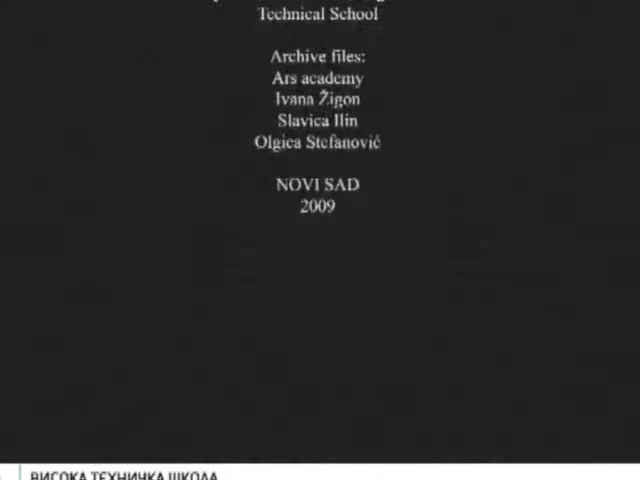 Technical School
Archive files:
Ars academy
Ivana Žigon
Slavica Ilin
Olgica Stefanović
NOVI SAD
2009
ВИСОКА ТЕХНИЧКА ШКОЛА